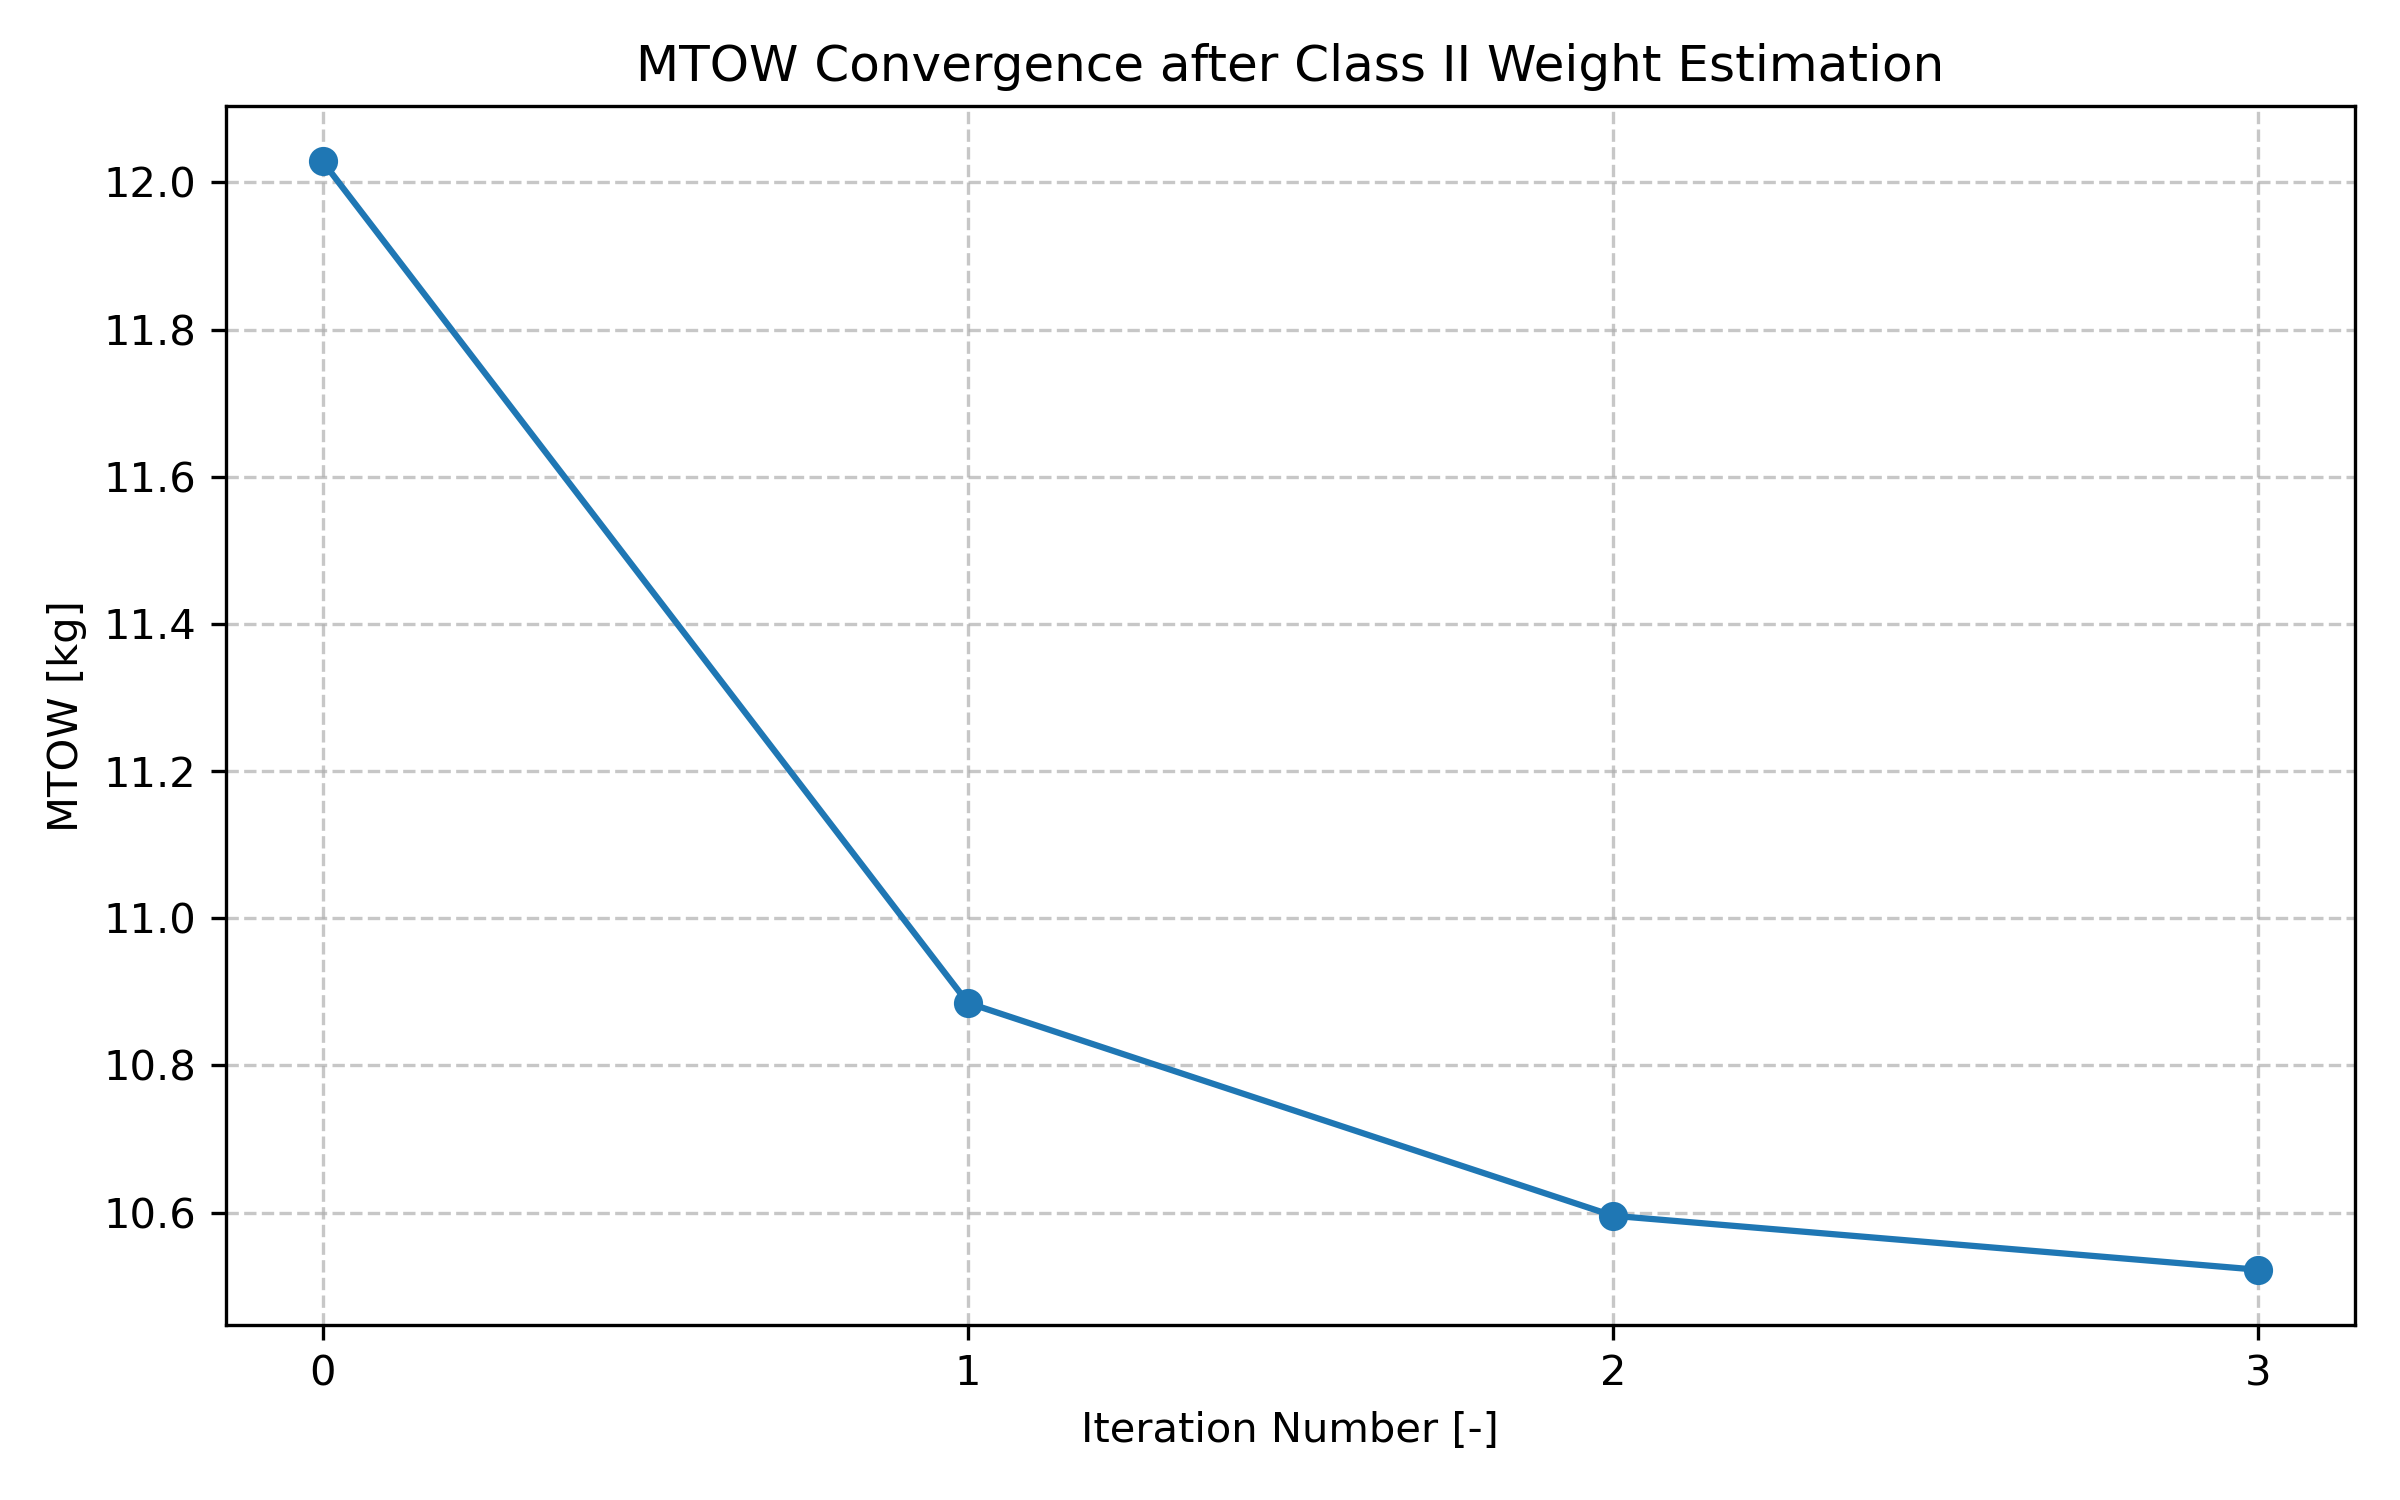 MTOW Convergence after Class II Weight Estimation
MTOW [kg]
12.0
11.8
11.6
11.4
11.2
11.0
10.8
10.6
0 1 2 3
Iteration Number [-]